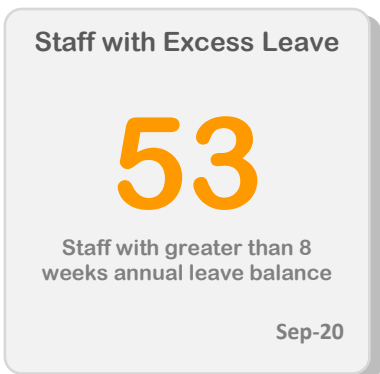 Staff with Excess Leave
53
Staff with greater than 8
weeks annual leave balance
Sep-20